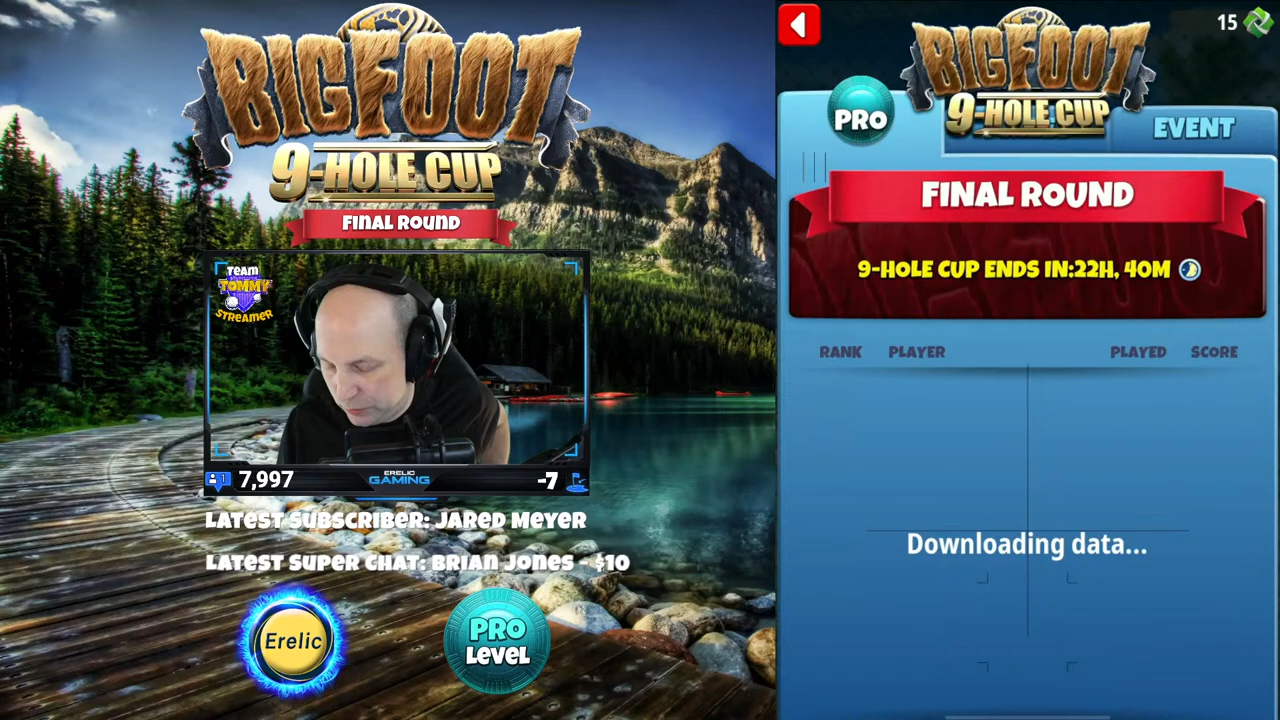 BIGFOOT
9-HOLE CUP
FINAL ROUND
TEAM
TOMMY
STREAMER
1
7,997
ERELIC
GAMING
-7
LATEST SUBSCRIBER: JARED MEYER
LATEST SUPER CHAT: BRIAN JONES - $10
Erelic
PRO
LEVEL
15
BIGFOOT
9-HOLE CUP
PRO
EVENT
FINAL ROUND
9-HOLE CUP ENDS IN:22H, 40M
RANK PLAYER PLAYED SCORE
Downloading data...